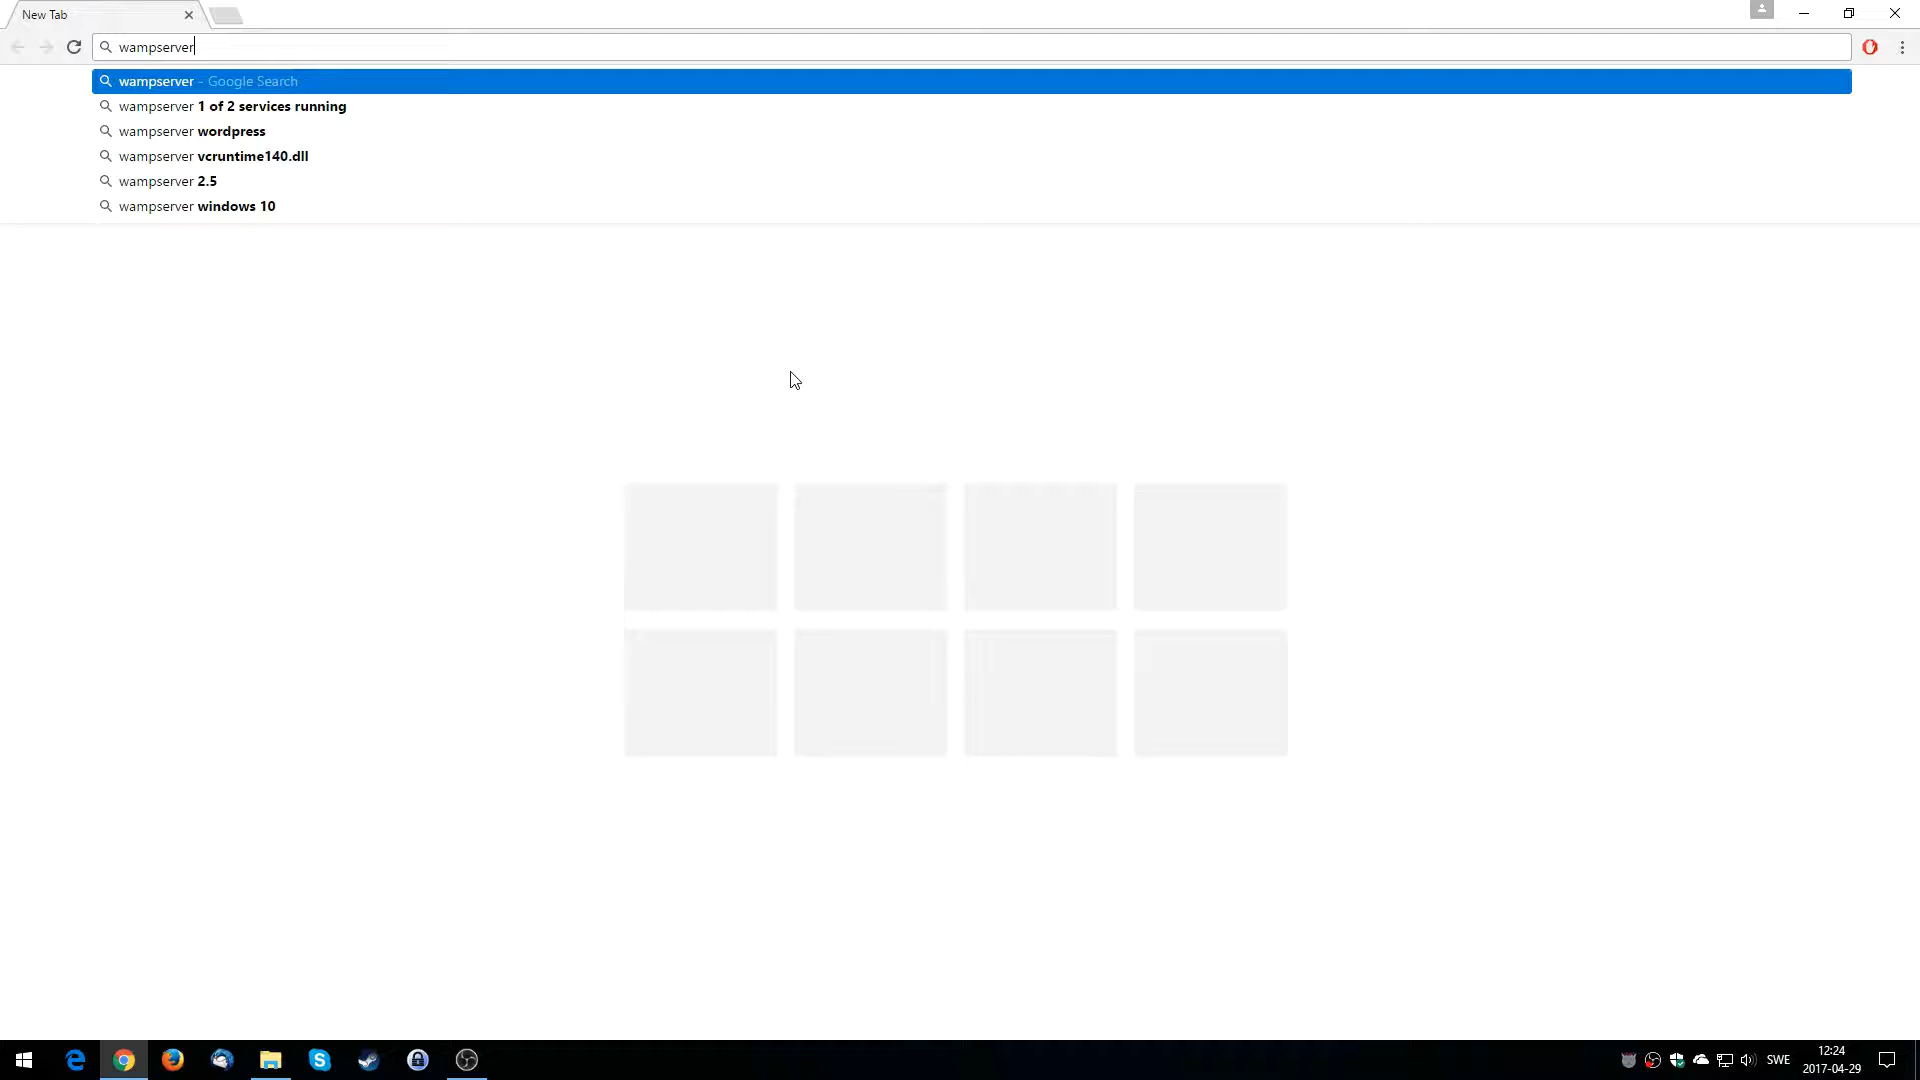 New Tab
wampserver
wampserver - Google Search
wampserver 1 of 2 services running
wampserver wordpress
wampserver vcruntime140.dll
wampserver 2.5
wampserver windows 10
SWE
12:24
2017-04-29